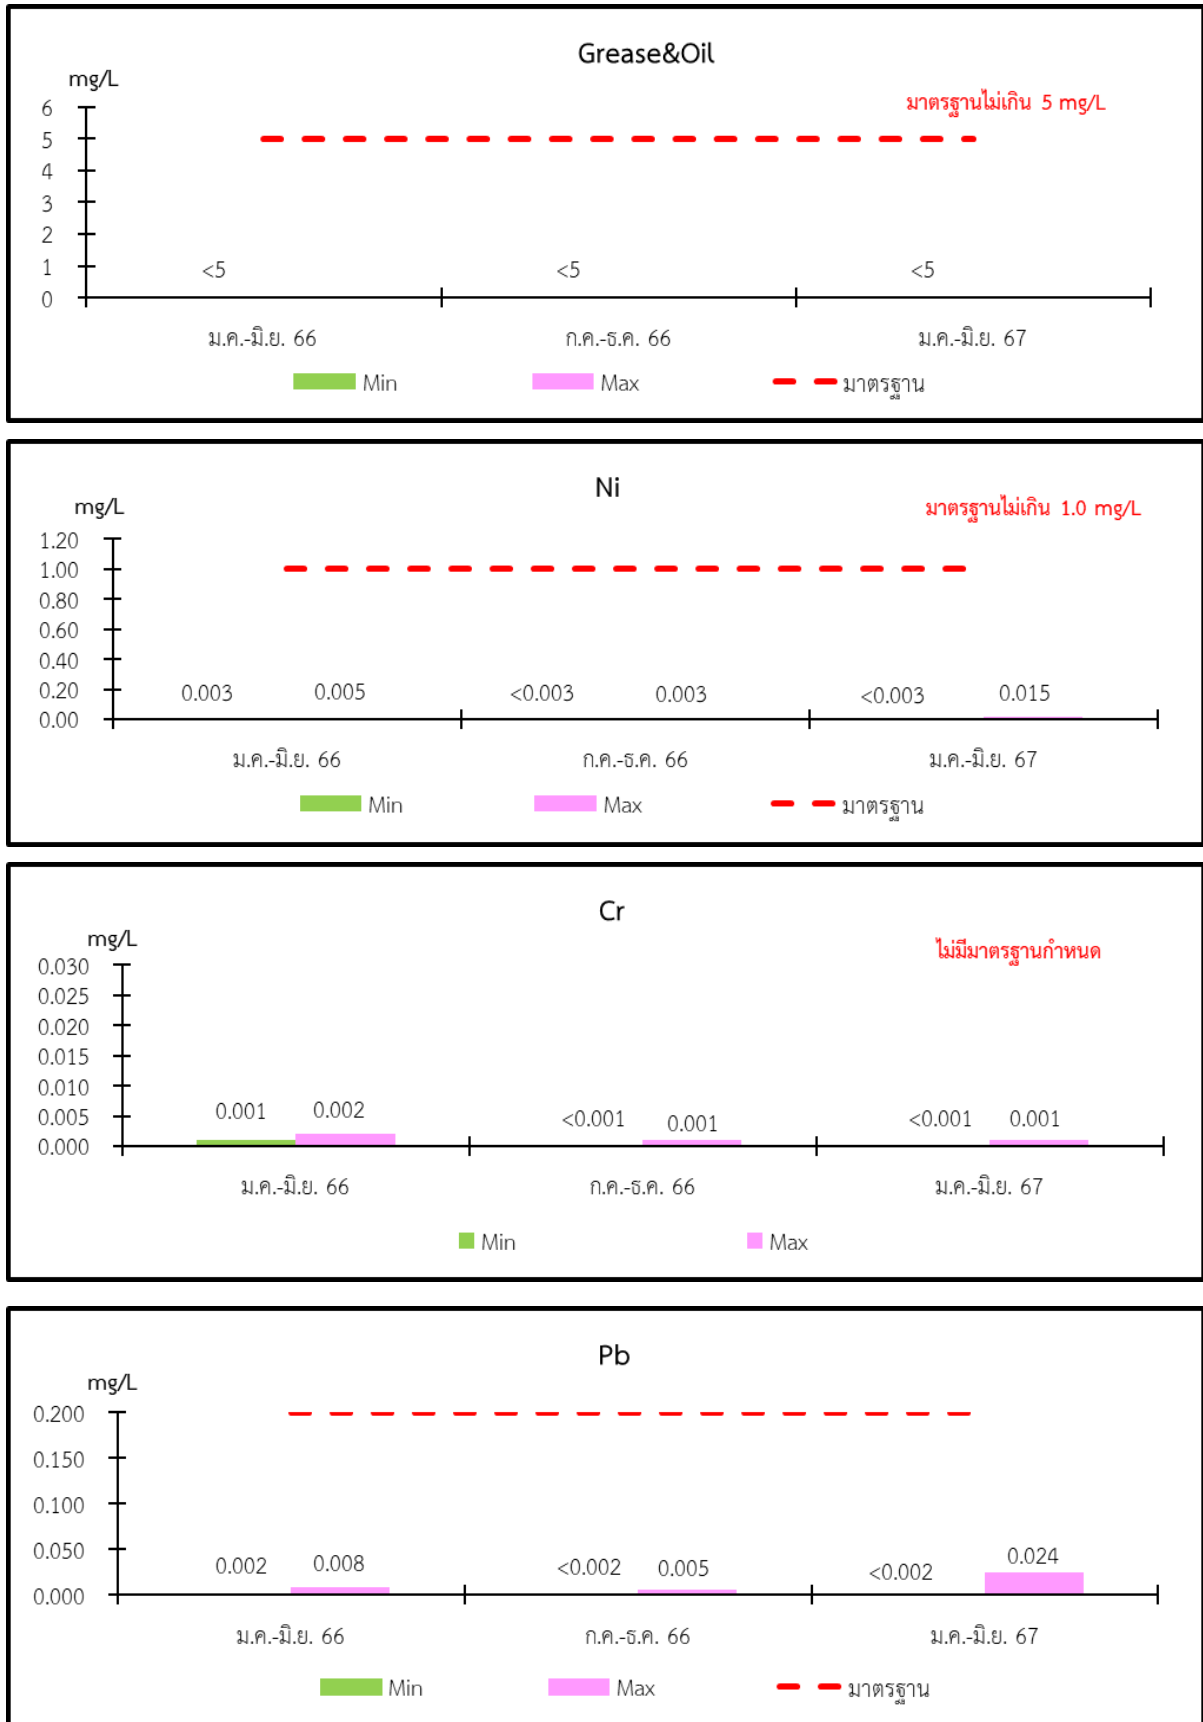 Grease&Oil
mg/L
มาตรฐานไม่เกิน 5 mg/L
6
5
4
3
2
1
0
<5 <5 <5
ม.ค.-มิ.ย. 66 ก.ค.-ธ.ค. 66 ม.ค.-มิ.ย. 67
Min Max มาตรฐาน
Ni
mg/L
มาตรฐานไม่เกิน 1.0 mg/L
1.20
1.00
0.80
0.60
0.40
0.20
0.00
0.003 0.005 <0.003 0.003 <0.003 0.015
ม.ค.-มิ.ย. 66 ก.ค.-ธ.ค. 66 ม.ค.-มิ.ย. 67
Min Max มาตรฐาน
Cr
mg/L
ไม่มีมาตรฐานกำหนด
0.030
0.025
0.020
0.015
0.010
0.005
0.000
0.001 0.002 <0.001 0.001 <0.001 0.001
ม.ค.-มิ.ย. 66 ก.ค.-ธ.ค. 66 ม.ค.-มิ.ย. 67
Min Max
Pb
mg/L
0.200
0.150
0.100
0.050
0.000
0.002 0.008 <0.002 0.005 <0.002 0.024
ม.ค.-มิ.ย. 66 ก.ค.-ธ.ค. 66 ม.ค.-มิ.ย. 67
Min Max มาตรฐาน